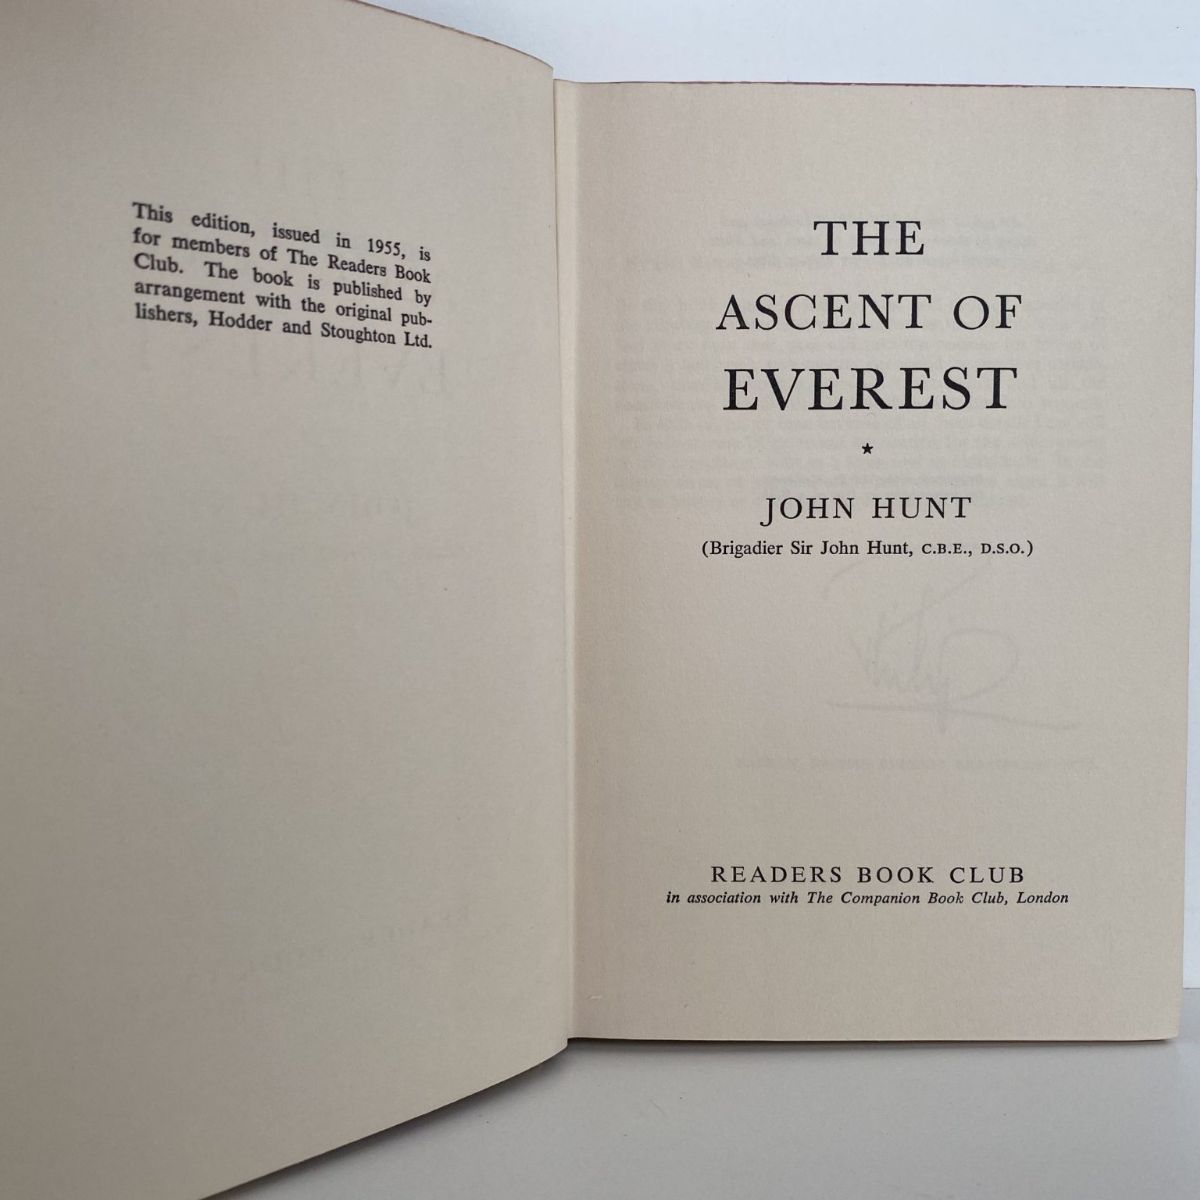 This edition, issued in 1955, is
for members of The Readers Book
Club. The book is published by
arrangement with the original pub-
lishers, Hodder and Stoughton Ltd.
THE
ASCENT OF
EVEREST
★
JOHN HUNT
(Brigadier Sir John Hunt, C.B.E., D.S.O.)
READERS BOOK CLUB
in association with The Companion Book Club, London